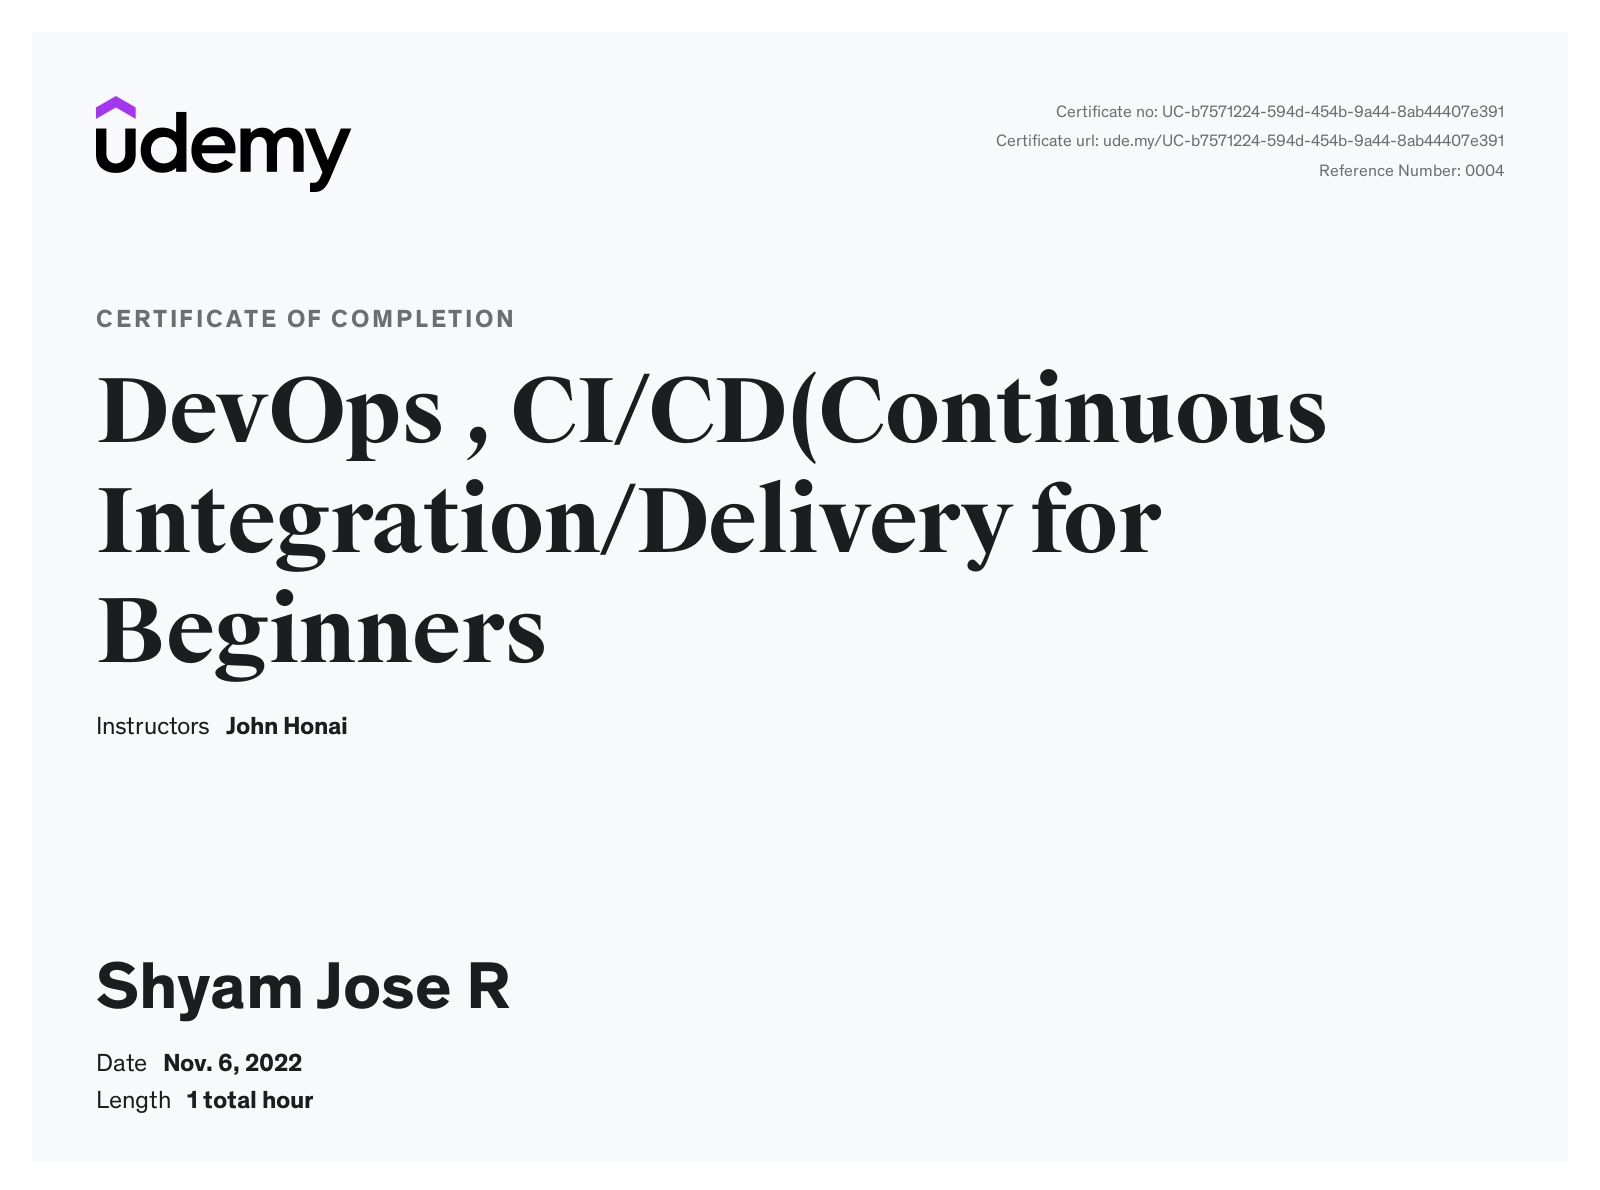 udemy
Certificate no: UC-b7571224-594d-454b-9a44-8ab44407e391
Certificate url: ude.my/UC-b7571224-594d-454b-9a44-8ab44407e391
Reference Number: 0004
CERTIFICATE OF COMPLETION
DevOps , CI/CD(Continuous
Integration/Delivery for
Beginners
Instructors John Honai
Shyam Jose R
Date Nov. 6, 2022
Length 1 total hour